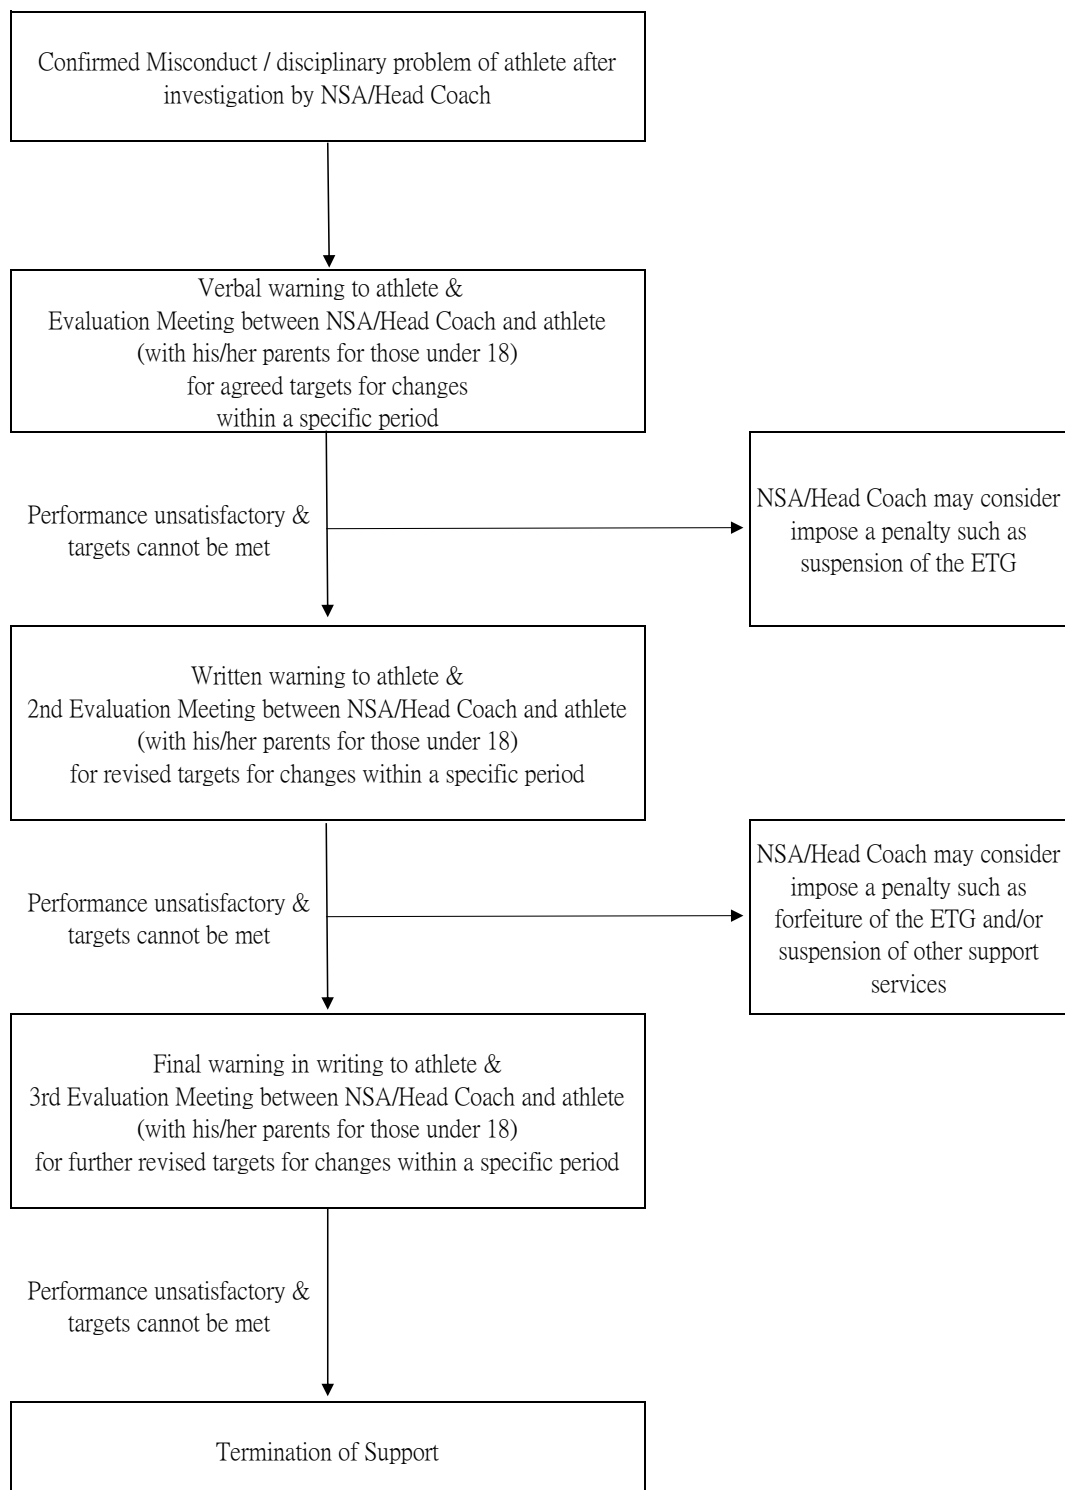 Confirmed Misconduct / disciplinary problem of athlete after
investigation by NSA/Head Coach
Verbal warning to athlete &
Evaluation Meeting between NSA/Head Coach and athlete
(with his/her parents for those under 18)
for agreed targets for changes
within a specific period
Performance unsatisfactory &
targets cannot be met
NSA/Head Coach may consider
impose a penalty such as
suspension of the ETG
Written warning to athlete &
2nd Evaluation Meeting between NSA/Head Coach and athlete
(with his/her parents for those under 18)
for revised targets for changes within a specific period
Performance unsatisfactory &
targets cannot be met
NSA/Head Coach may consider
impose a penalty such as
forfeiture of the ETG and/or
suspension of other support
services
Final warning in writing to athlete &
3rd Evaluation Meeting between NSA/Head Coach and athlete
(with his/her parents for those under 18)
for further revised targets for changes within a specific period
Performance unsatisfactory &
targets cannot be met
Termination of Support